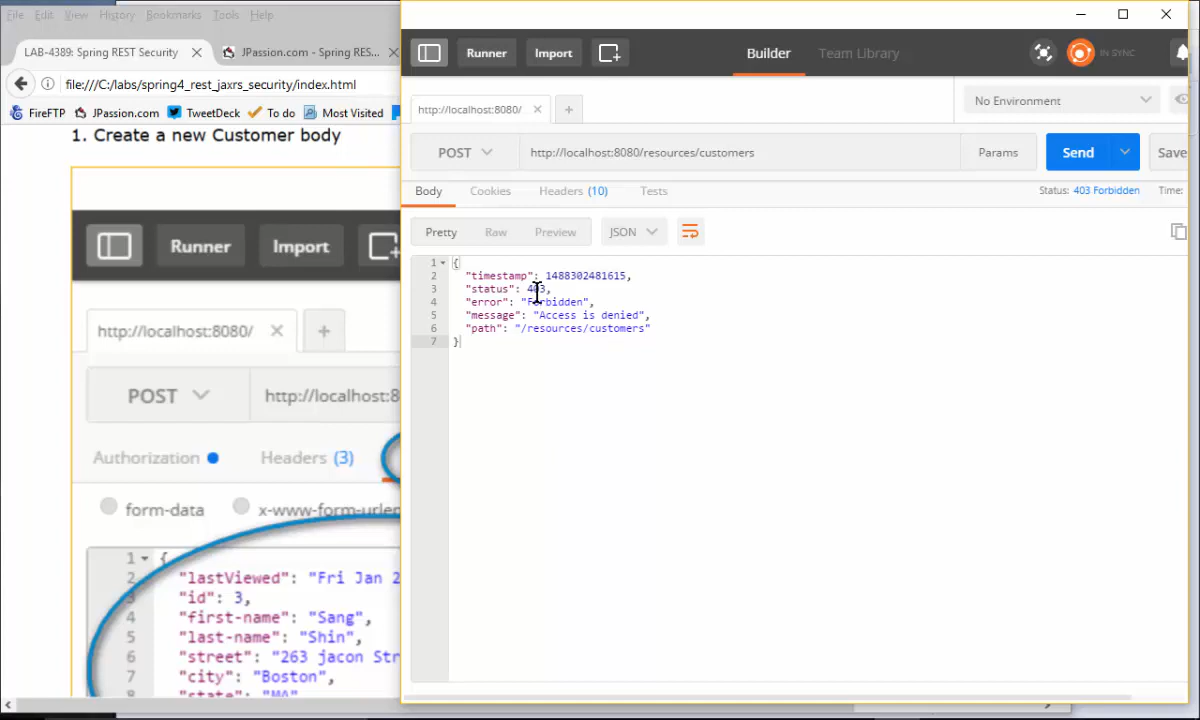 File Edit View History Bookmarks Tools Help
LAB-4389: Spring REST Security
JPassion.com - Spring RES...
file:///C:/labs/spring4_rest_jaxrs_security/index.html
FireFTP JPassion.com TweetDeck To do Most Visited
1. Create a new Customer body
Runner Import
http://localhost:8080/
POST http://localhost:8
Authorization Headers (3)
form-data x-www-form-urlen
1 {
2 "lastViewed": "Fri Jan 2
3 "id": 3,
4 "first-name": "Sang",
5 "last-name": "Shin",
6 "street": "263 jacon Str
7 "city": "Boston",
8 "state": "MA"
Runner Import Builder Team Library IN SYNC
http://localhost:8080/ No Environment
POST http://localhost:8080/resources/customers Params Send Save
Body Cookies Headers (10) Tests Status: 403 Forbidden Time:
Pretty Raw Preview JSON
1 {
2 "timestamp": 1488302481615,
3 "status": 403,
4 "error": "Forbidden",
5 "message": "Access is denied",
6 "path": "/resources/customers"
7 }